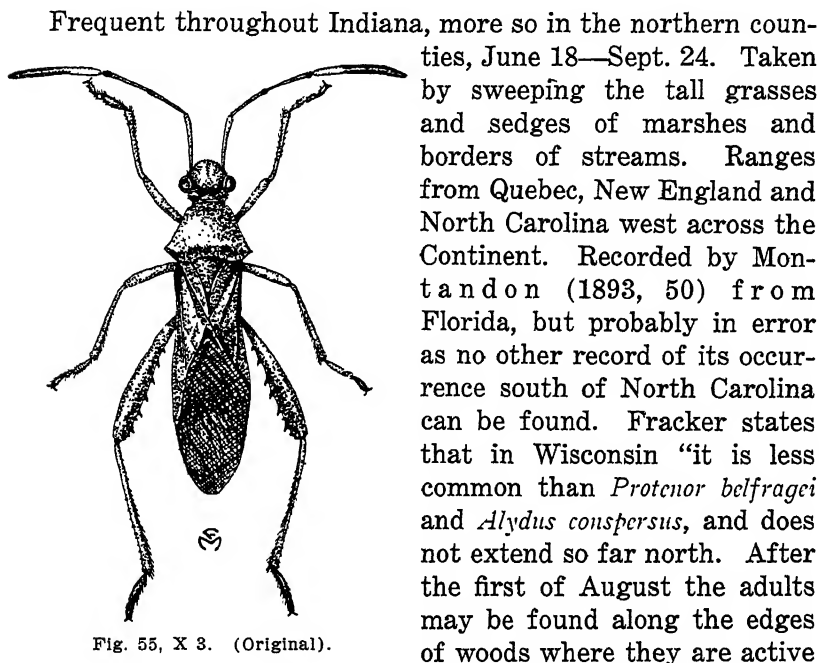 Frequent throughout Indiana, more so in the northern coun-
ties, June 18—Sept. 24. Taken
by sweeping the tall grasses
and sedges of marshes and
borders of streams. Ranges
from Quebec, New England and
North Carolina west across the
Continent. Recorded by Mon-
tandon (1893, 50) from
Florida, but probably in error
as no other record of its occur-
rence south of North Carolina
can be found. Fracker states
that in Wisconsin “it is less
common than Protenor belfragei
and Alydus conspersus, and does
not extend so far north. After
the first of August the adults
may be found along the edges
of woods where they are active
Fig. 55, X 3. (Original).